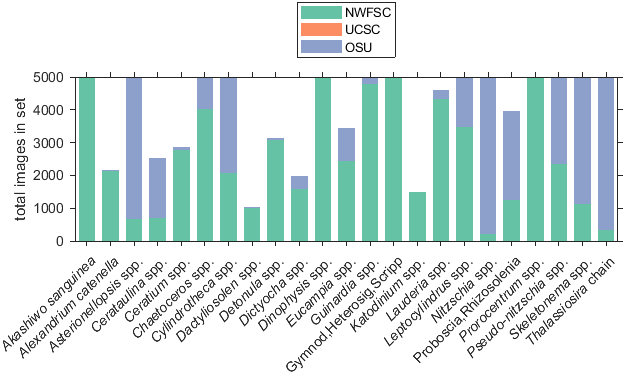 NWFSC
UCSC
OSU
total images in set
5000
4000
3000
2000
1000
0
Akashiwo sanguinea
Alexandrium catenella
Asterionellopsis spp.
Cerataulina spp.
Ceratium spp.
Chaetoceros spp.
Cylindrotheca spp.
Dactyliosolen spp.
Detonula spp.
Dictyocha spp.
Dinophysis spp.
Eucampia spp.
Guinardia spp.
Gymnod,Heterosig,Scripp
Katodinium spp.
Lauderia spp.
Leptocylindrus spp.
Nitzschia spp.
Proboscia,Rhizosolenia
Prorocentrum spp.
Pseudo-nitzschia spp.
Skeletonema spp.
Thalassiosira chain